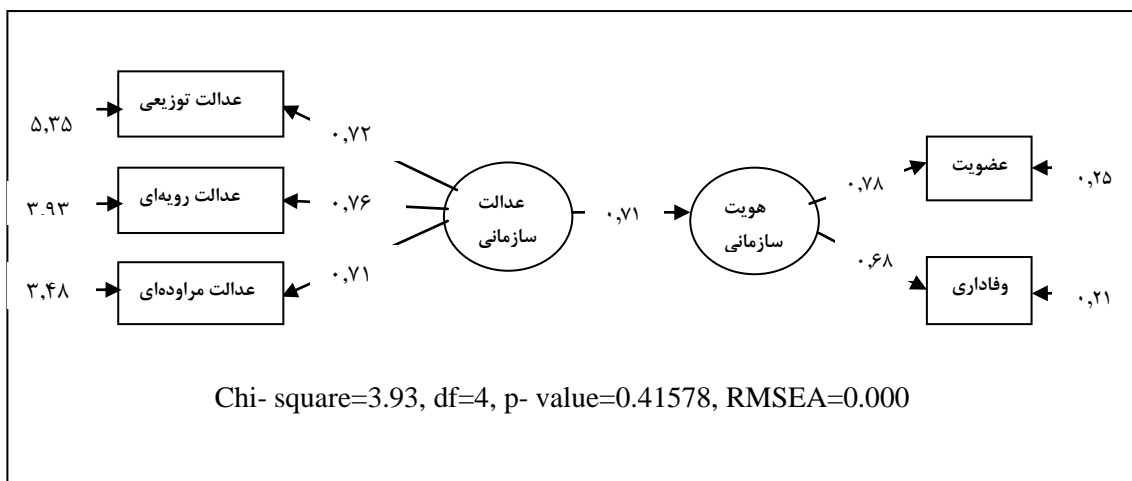 عدالت توزیعی
۵,۳۵
۰,۷۲
عدالت رویه‌ای
۳.۹۳
۰,۷۶
عدالت مراوده‌ای
۳,۴۸
۰,۷۱
عدالت
سازمانی
۰,۷۱
هویت
سازمانی
۰,۷۸
عضویت
۰,۲۵
۰,۶۸
وفاداری
۰,۲۱
Chi- square=3.93, df=4, p- value=0.41578, RMSEA=0.000